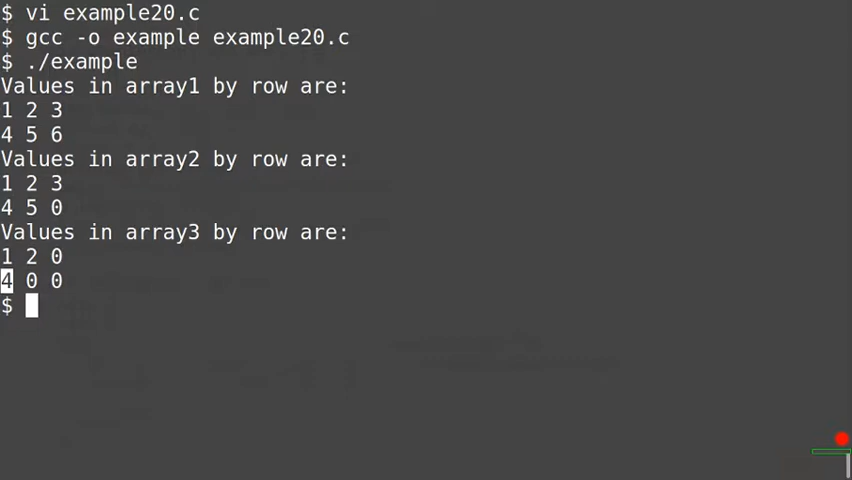 $ vi example20.c
$ gcc -o example example20.c
$ ./example
Values in array1 by row are:
1 2 3
4 5 6
Values in array2 by row are:
1 2 3
4 5 0
Values in array3 by row are:
1 2 0
4 0 0
$